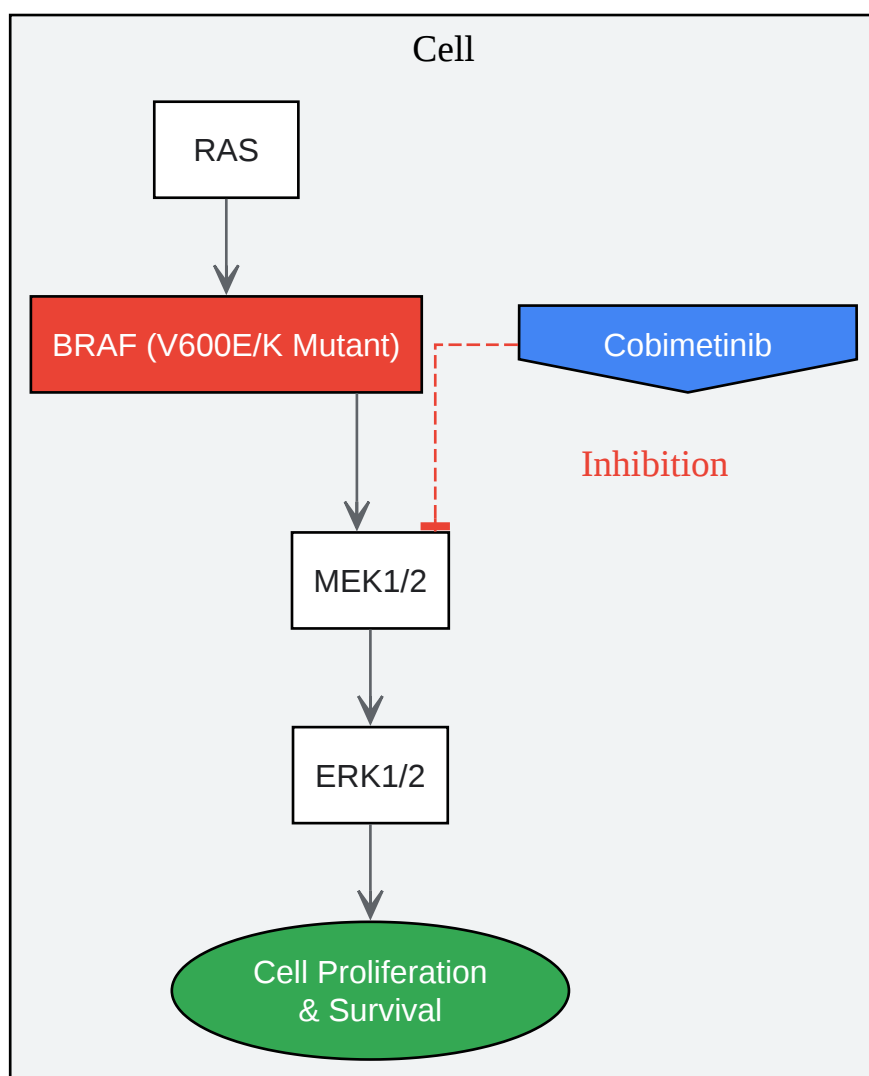 Cell
RAS
BRAF (V600E/K Mutant)
Cobimetinib
Inhibition
MEK1/2
ERK1/2
Cell Proliferation
& Survival